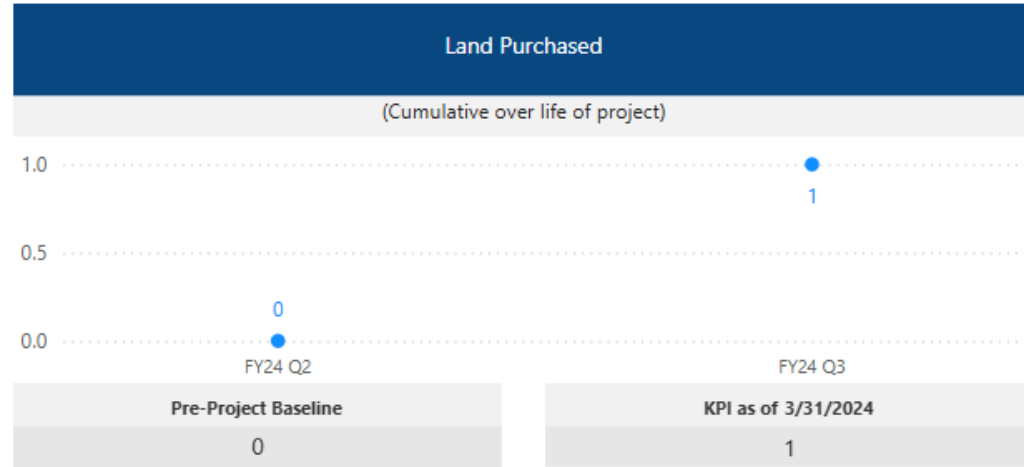 Land Purchased
(Cumulative over life of project)
1.0
1
0.5
0
0.0
FY24 Q2 FY24 Q3
Pre-Project Baseline KPI as of 3/31/2024
0 1